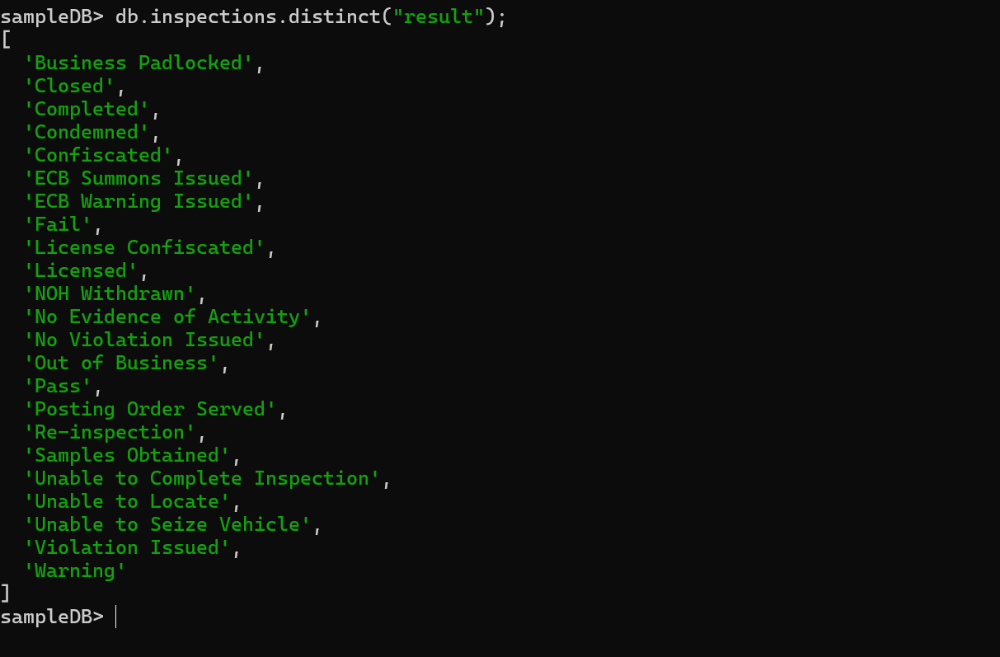 sampleDB> db.inspections.distinct("result");
[
  'Business Padlocked',
  'Closed',
  'Completed',
  'Condemned',
  'Confiscated',
  'ECB Summons Issued',
  'ECB Warning Issued',
  'Fail',
  'License Confiscated',
  'Licensed',
  'NOH Withdrawn',
  'No Evidence of Activity',
  'No Violation Issued',
  'Out of Business',
  'Pass',
  'Posting Order Served',
  'Re-inspection',
  'Samples Obtained',
  'Unable to Complete Inspection',
  'Unable to Locate',
  'Unable to Seize Vehicle',
  'Violation Issued',
  'Warning'
]
sampleDB>